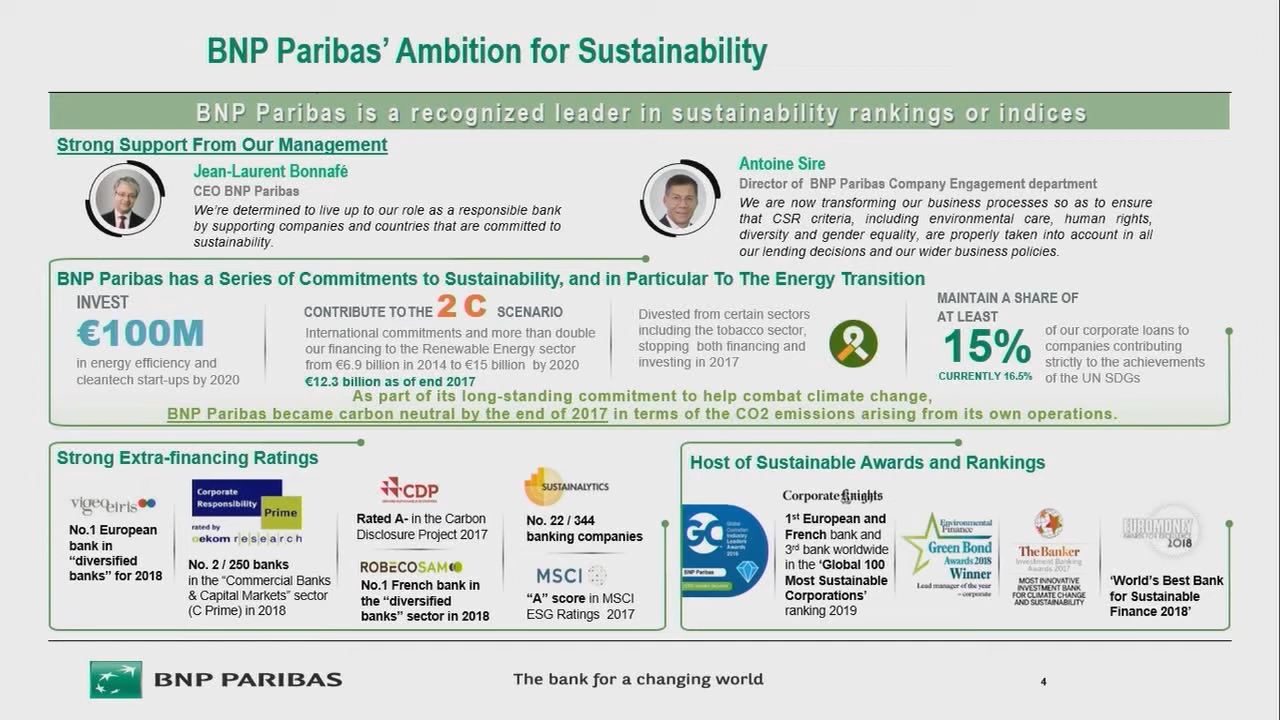 BNP Paribas' Ambition for Sustainability
BNP Paribas is a recognized leader in sustainability rankings or indices
Strong Support From Our Management
Jean-Laurent Bonnafé
CEO BNP Paribas
We're determined to live up to our role as a responsible bank
by supporting companies and countries that are committed to
sustainability.
Antoine Sire
Director of BNP Paribas Company Engagement department
We are now transforming our business processes so as to ensure
that CSR criteria, including environmental care, human rights,
diversity and gender equality, are properly taken into account in all
our lending decisions and our wider business policies.
BNP Paribas has a Series of Commitments to Sustainability, and in Particular To The Energy Transition
INVEST
€100M
in energy efficiency and
cleantech start-ups by 2020
CONTRIBUTE TO THE 2 C SCENARIO
International commitments and more than double
our financing to the Renewable Energy sector
from €6.9 billion in 2014 to €15 billion by 2020
€12.3 billion as of end 2017
Divested from certain sectors
including the tobacco sector,
stopping both financing and
investing in 2017
MAINTAIN A SHARE OF
AT LEAST
15%
CURRENTLY 16.5%
of our corporate loans to
companies contributing
strictly to the achievements
of the UN SDGs
As part of its long-standing commitment to help combat climate change,
BNP Paribas became carbon neutral by the end of 2017 in terms of the CO2 emissions arising from its own operations.
Strong Extra-financing Ratings
vigeoeiris
No.1 European
bank in
"diversified
banks" for 2018
Corporate
Responsibility
Prime
rated by
oekom research
No. 2 / 250 banks
in the "Commercial Banks
& Capital Markets" sector
(C Prime) in 2018
CDP
Rated A- in the Carbon
Disclosure Project 2017
ROBECOSAM
No.1 French bank in
the "diversified
banks" sector in 2018
SUSTAINALYTICS
No. 22 / 344
banking companies
MSCI
"A" score in MSCI
ESG Ratings 2017
Host of Sustainable Awards and Rankings
GC
BNP Paribas
Corporate Knights
1st European and
French bank and
3rd bank worldwide
in the 'Global 100
Most Sustainable
Corporations'
ranking 2019
Environmental
Finance
Green Bond
Awards 2018
Winner
Lead manager of the year
- corporate
The Banker
Investment Banking
Awards 2017
MOST INNOVATIVE
INVESTMENT BANK
FOR CLIMATE CHANGE
AND SUSTAINABILITY
EUROMONEY
AWARDS FOR EXCELLENCE
2018
'World's Best Bank
for Sustainable
Finance 2018'
BNP PARIBAS
The bank for a changing world
4